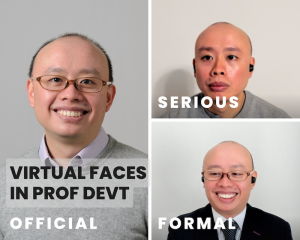 SERIOUS
VIRTUAL FACES
IN PROF DEVT
OFFICIAL
FORMAL